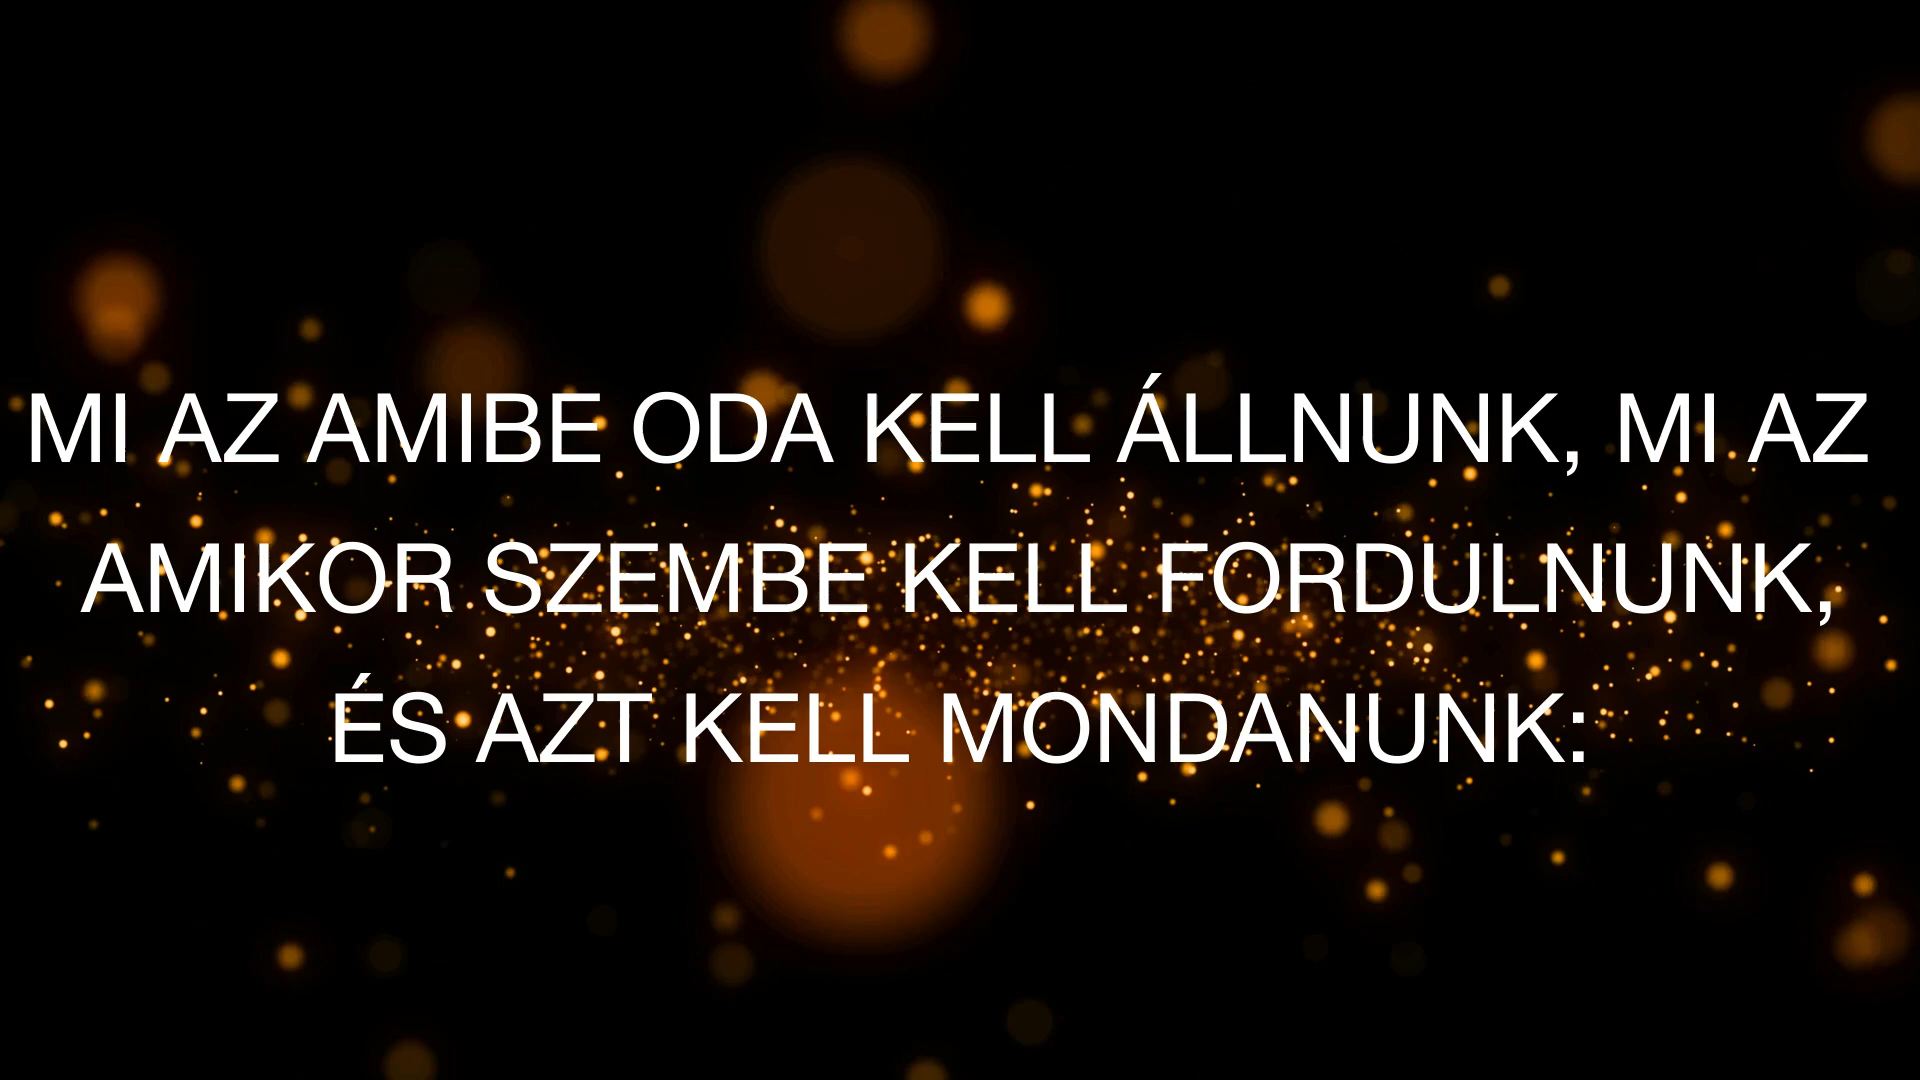 MI AZ AMIBE ODA KELL ÁLLNUNK, MI AZ
AMIKOR SZEMBE KELL FORDULNUNK,
ÉS AZT KELL MONDANUNK: